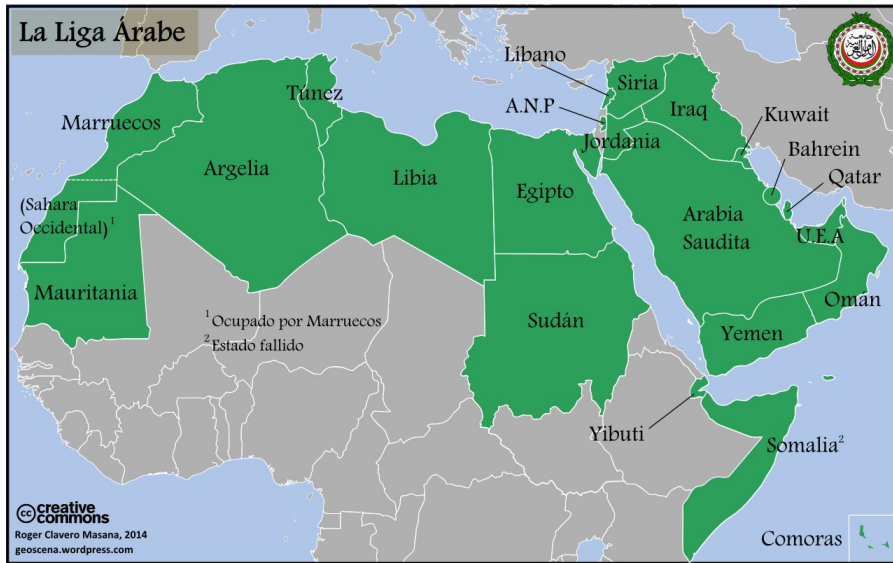 La Liga Árabe
Líbano
Siria
A.N.P
Iraq
Túnez
Marruecos
Kuwait
Jordania
Bahrein
Argelia
Libia
Egipto
Qatar
(Sahara
Occidental)¹
Arabia
Saudita
U.E.A
Mauritania
Omán
¹Ocupado por Marruecos
²Estado fallido
Sudán
Yemen
Yibuti
Somalia²
Comoras
cc creative
commons
Roger Clavero Masana, 2014
geoscena.wordpress.com